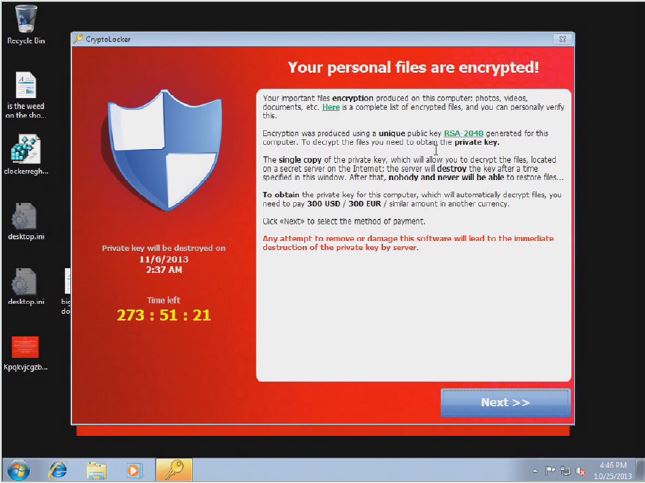 Recycle Bin
CryptoLocker
Your personal files are encrypted!
is the weed
on the sho...
Your important files encryption produced on this computer: photos, videos,
documents, etc. Here is a complete list of encrypted files, and you can personally verify
this.
Encryption was produced using a unique public key RSA-2048 generated for this
computer. To decrypt the files you need to obtain the private key.
The single copy of the private key, which will allow you to decrypt the files, located
on a secret server on the Internet; the server will destroy the key after a time
specified in this window. After that, nobody and never will be able to restore files...
To obtain the private key for this computer, which will automatically decrypt files, you
need to pay 300 USD / 300 EUR / similar amount in another currency.
Click «Next» to select the method of payment.
Any attempt to remove or damage this software will lead to the immediate
destruction of the private key by server.
clockerregh...
desktop.ini
Private key will be destroyed on
11/6/2013
2:37 AM
Time left
273 : 51 : 21
desktop.ini
big
do
Next >>
4:46 PM
10/25/2013